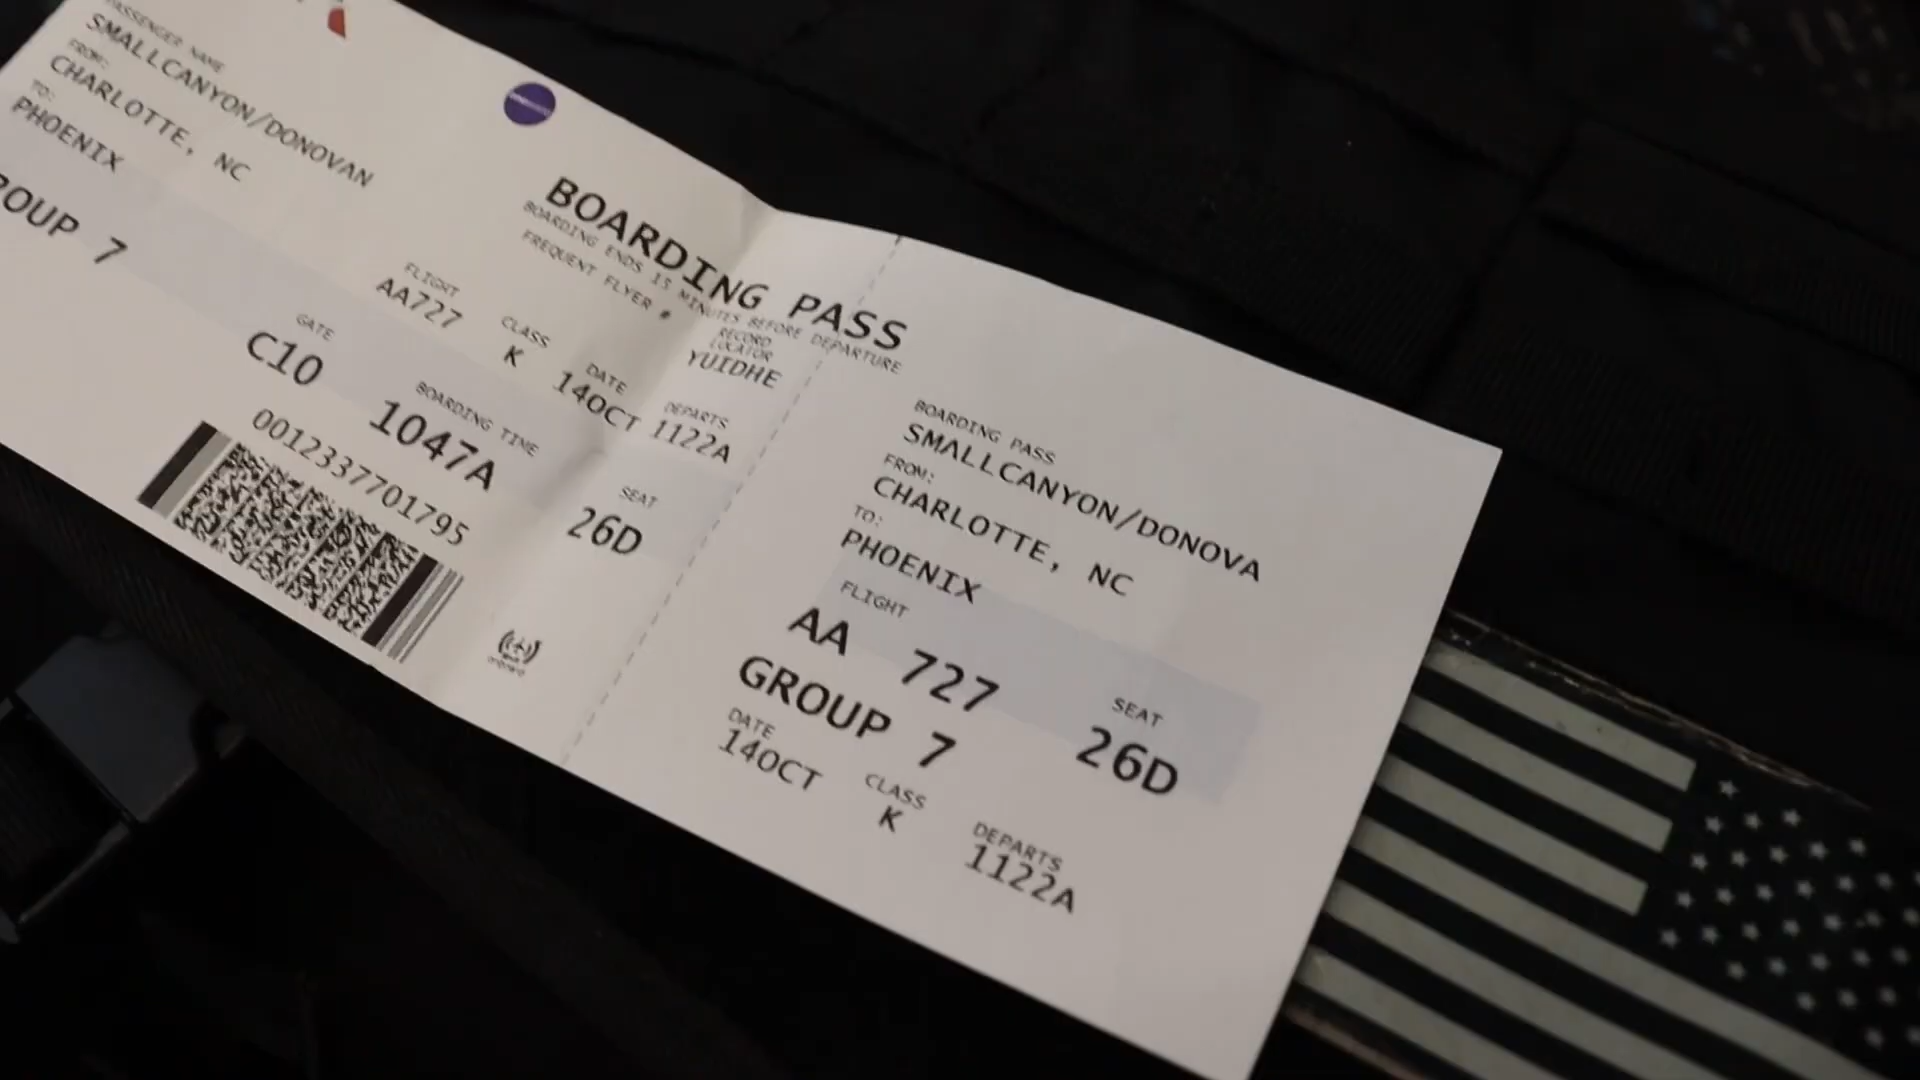 PASSENGER NAME
SMALLCANYON/DONOVAN
FROM:
CHARLOTTE, NC
TO:
PHOENIX
GROUP 7
BOARDING PASS
BOARDING ENDS 15 MINUTES BEFORE DEPARTURE
FREQUENT FLYER #
RECORD
LOCATOR
YUIDHE
FLIGHT
AA727
CLASS
K
DATE
14OCT
DEPARTS
1122A
GATE
C10
BOARDING TIME
1047A
SEAT
26D
0012337701795
BOARDING PASS
SMALLCANYON/DONOVA
FROM:
CHARLOTTE, NC
TO:
PHOENIX
FLIGHT
AA 727
SEAT
26D
GROUP 7
DATE
14OCT
CLASS
K
DEPARTS
1122A